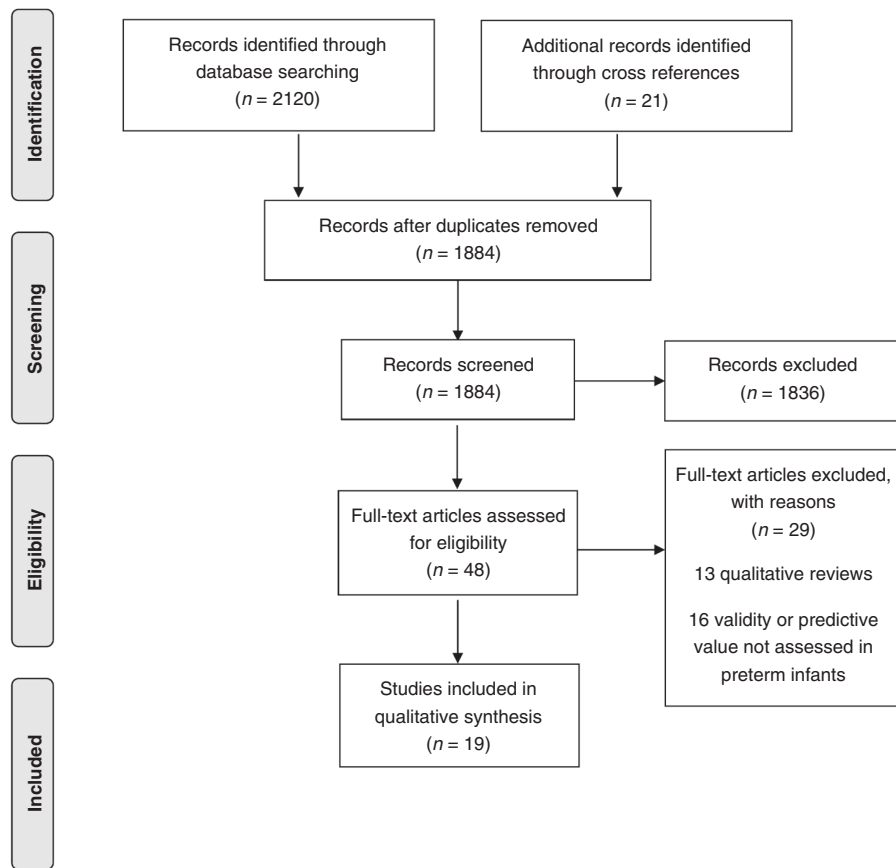 Identification
Records identified through
database searching
(n = 2120)
Additional records identified
through cross references
(n = 21)
Records after duplicates removed
(n = 1884)
Screening
Records screened
(n = 1884)
Records excluded
(n = 1836)
Eligibility
Full-text articles assessed
for eligibility
(n = 48)
Full-text articles excluded,
with reasons
(n = 29)
13 qualitative reviews
16 validity or predictive
value not assessed in
preterm infants
Included
Studies included in
qualitative synthesis
(n = 19)